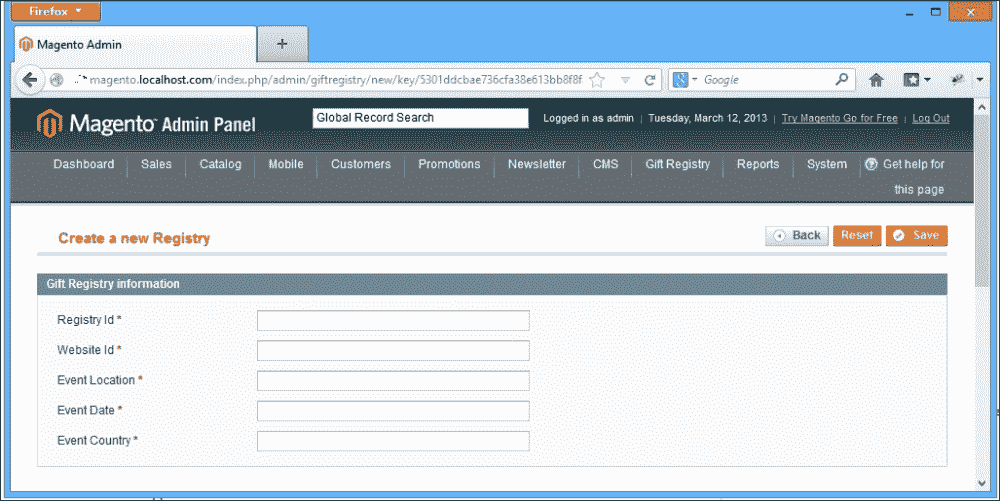 Firefox
Magento Admin
magento.localhost.com/index.php/admin/giftregistry/new/key/5301ddcbae736cfa38e613bb8f8f
Google
Magento Admin Panel
Global Record Search
Logged in as admin | Tuesday, March 12, 2013 | Try Magento Go for Free | Log Out
Dashboard Sales Catalog Mobile Customers Promotions Newsletter CMS Gift Registry Reports System Get help for
this page
Create a new Registry
Back Reset Save
Gift Registry information
Registry Id *
Website Id *
Event Location *
Event Date *
Event Country *